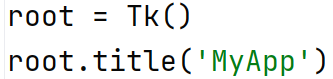 root = Tk()
root.title('MyApp')